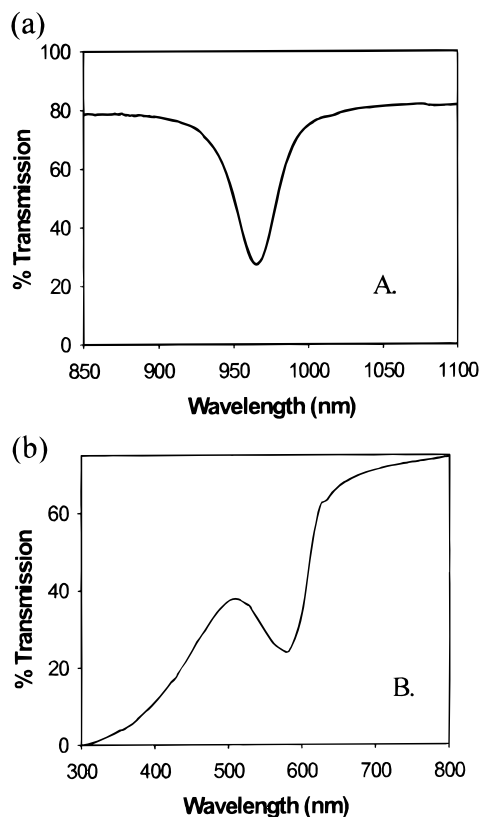 (a)
100
80
60
40
20
0
% Transmission
A.
850 900 950 1000 1050 1100
Wavelength (nm)
(b)
60
40
20
0
% Transmission
B.
300 400 500 600 700 800
Wavelength (nm)